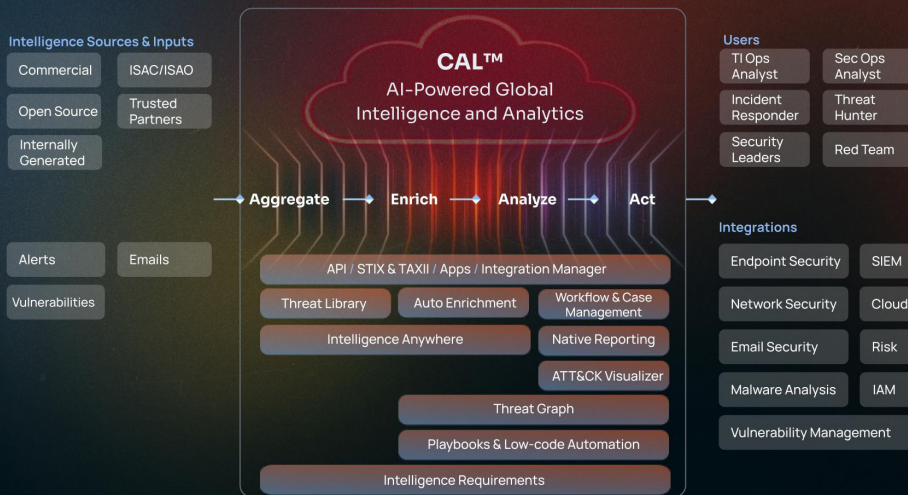 Intelligence Sources & Inputs
Commercial
ISAC/ISAO
Open Source
Trusted
Partners
Internally
Generated
Alerts
Emails
Vulnerabilities
CAL™
AI-Powered Global
Intelligence and Analytics
Aggregate
Enrich
Analyze
Act
API / STIX & TAXII / Apps / Integration Manager
Threat Library
Auto Enrichment
Workflow & Case
Management
Intelligence Anywhere
Native Reporting
ATT&CK Visualizer
Threat Graph
Playbooks & Low-code Automation
Intelligence Requirements
Users
TI Ops
Analyst
Sec Ops
Analyst
Incident
Responder
Threat
Hunter
Security
Leaders
Red Team
Integrations
Endpoint Security
SIEM
Network Security
Cloud
Email Security
Risk
Malware Analysis
IAM
Vulnerability Management